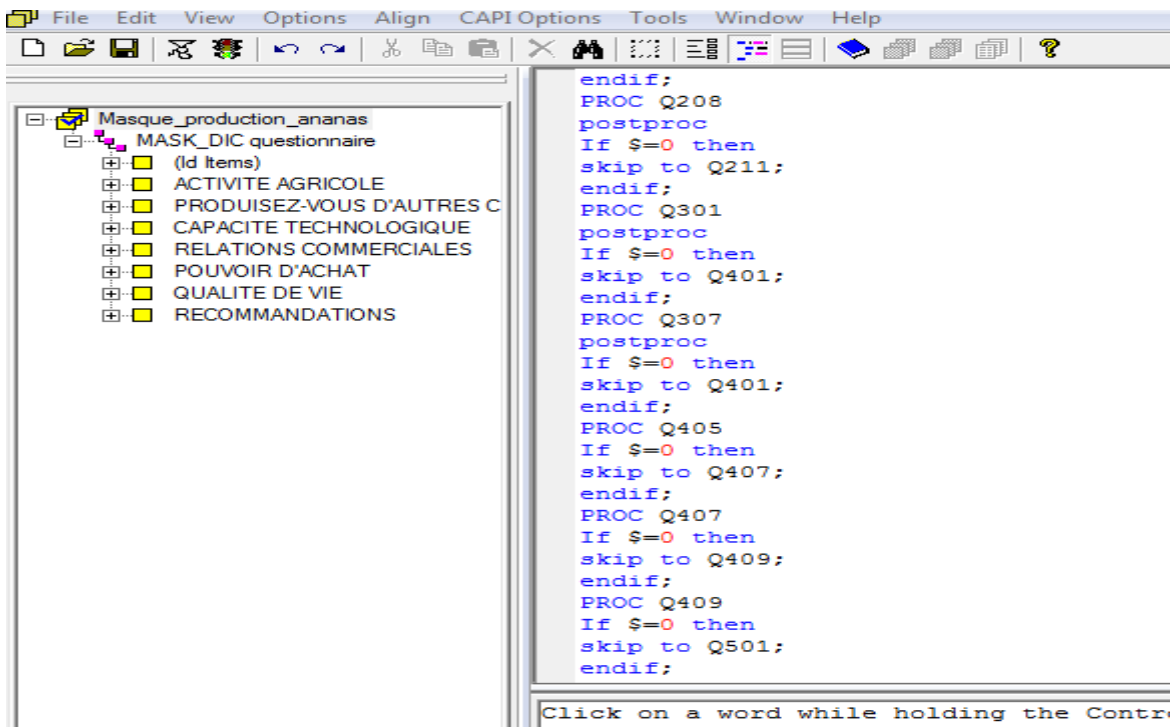 File Edit View Options Align CAPI Options Tools Window Help
Masque_production_ananas
MASK_DIC questionnaire
(Id Items)
ACTIVITE AGRICOLE
PRODUISEZ-VOUS D'AUTRES C
CAPACITE TECHNOLOGIQUE
RELATIONS COMMERCIALES
POUVOIR D'ACHAT
QUALITE DE VIE
RECOMMANDATIONS
endif;
PROC Q208
postproc
If $=0 then
skip to Q211;
endif;
PROC Q301
postproc
If $=0 then
skip to Q401;
endif;
PROC Q307
postproc
If $=0 then
skip to Q401;
endif;
PROC Q405
If $=0 then
skip to Q407;
endif;
PROC Q407
If $=0 then
skip to Q409;
endif;
PROC Q409
If $=0 then
skip to Q501;
endif;
Click on a word while holding the Contr